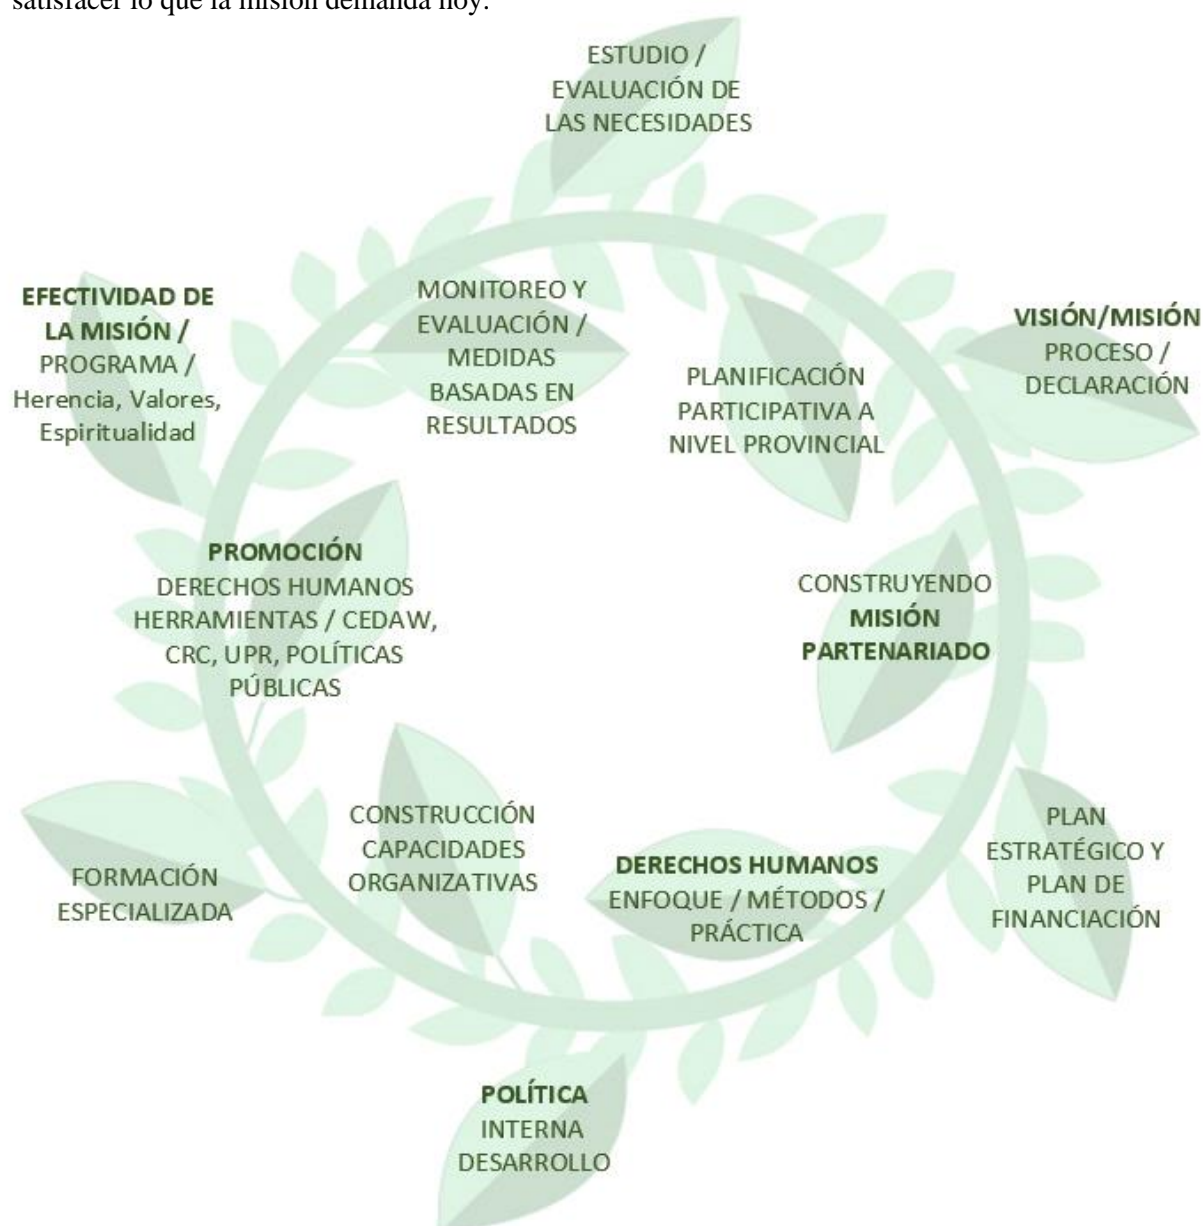 satisfacer lo que la misión demanda hoy.
ESTUDIO /
EVALUACIÓN DE
LAS NECESIDADES
EFECTIVIDAD DE
LA MISIÓN /
PROGRAMA /
Herencia, Valores,
Espiritualidad
MONITOREO Y
EVALUACIÓN /
MEDIDAS
BASADAS EN
RESULTADOS
PLANIFICACIÓN
PARTICIPATIVA A
NIVEL PROVINCIAL
VISIÓN/MISIÓN
PROCESO /
DECLARACIÓN
PROMOCIÓN
DERECHOS HUMANOS
HERRAMIENTAS / CEDAW,
CRC, UPR, POLÍTICAS
PÚBLICAS
CONSTRUYENDO
MISIÓN
PARTENARIADO
FORMACIÓN
ESPECIALIZADA
CONSTRUCCIÓN
CAPACIDADES
ORGANIZATIVAS
DERECHOS HUMANOS
ENFOQUE / MÉTODOS /
PRÁCTICA
PLAN
ESTRATÉGICO Y
PLAN DE
FINANCIACIÓN
POLÍTICA
INTERNA
DESARROLLO